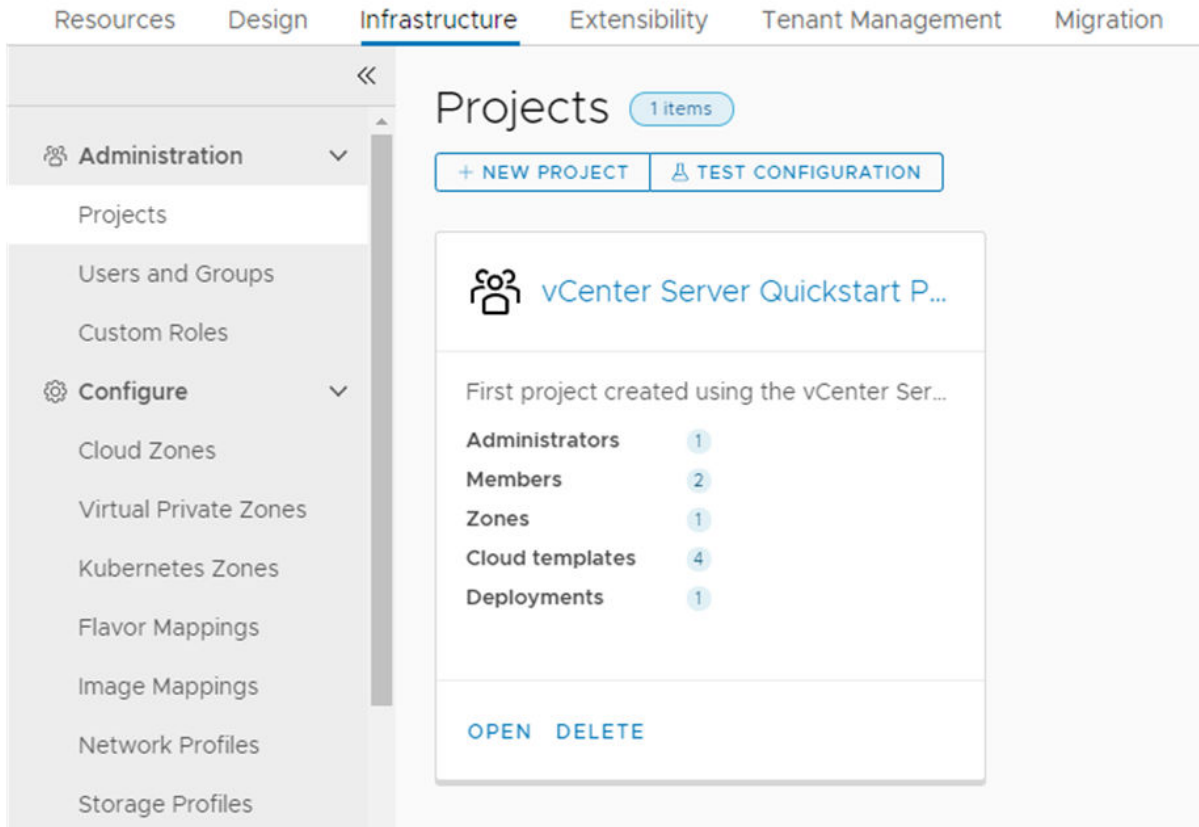 Resources Design Infrastructure Extensibility Tenant Management Migration
Administration
Projects
Users and Groups
Custom Roles
Configure
Cloud Zones
Virtual Private Zones
Kubernetes Zones
Flavor Mappings
Image Mappings
Network Profiles
Storage Profiles
Projects 1 items
+ NEW PROJECT TEST CONFIGURATION
vCenter Server Quickstart P...
First project created using the vCenter Ser...
Administrators 1
Members 2
Zones 1
Cloud templates 4
Deployments 1
OPEN DELETE